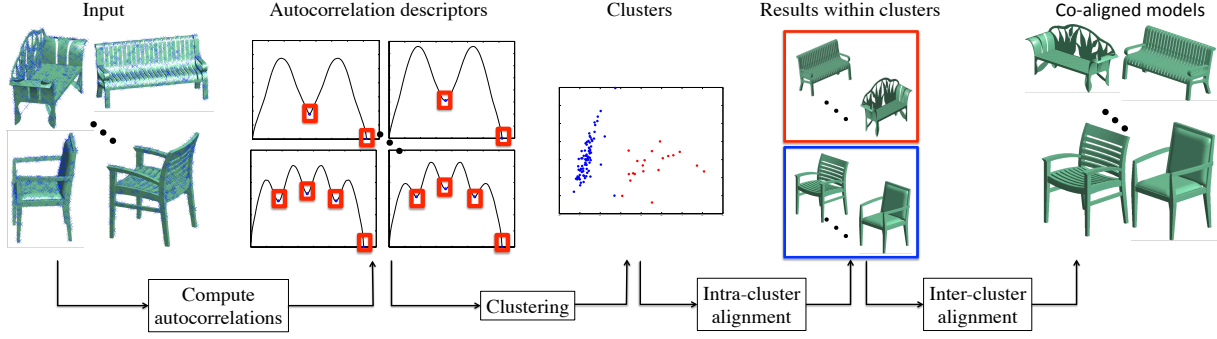 Input
Autocorrelation descriptors
Clusters
Results within clusters
Co-aligned models
Compute
autocorrelations
Clustering
Intra-cluster
alignment
Inter-cluster
alignment